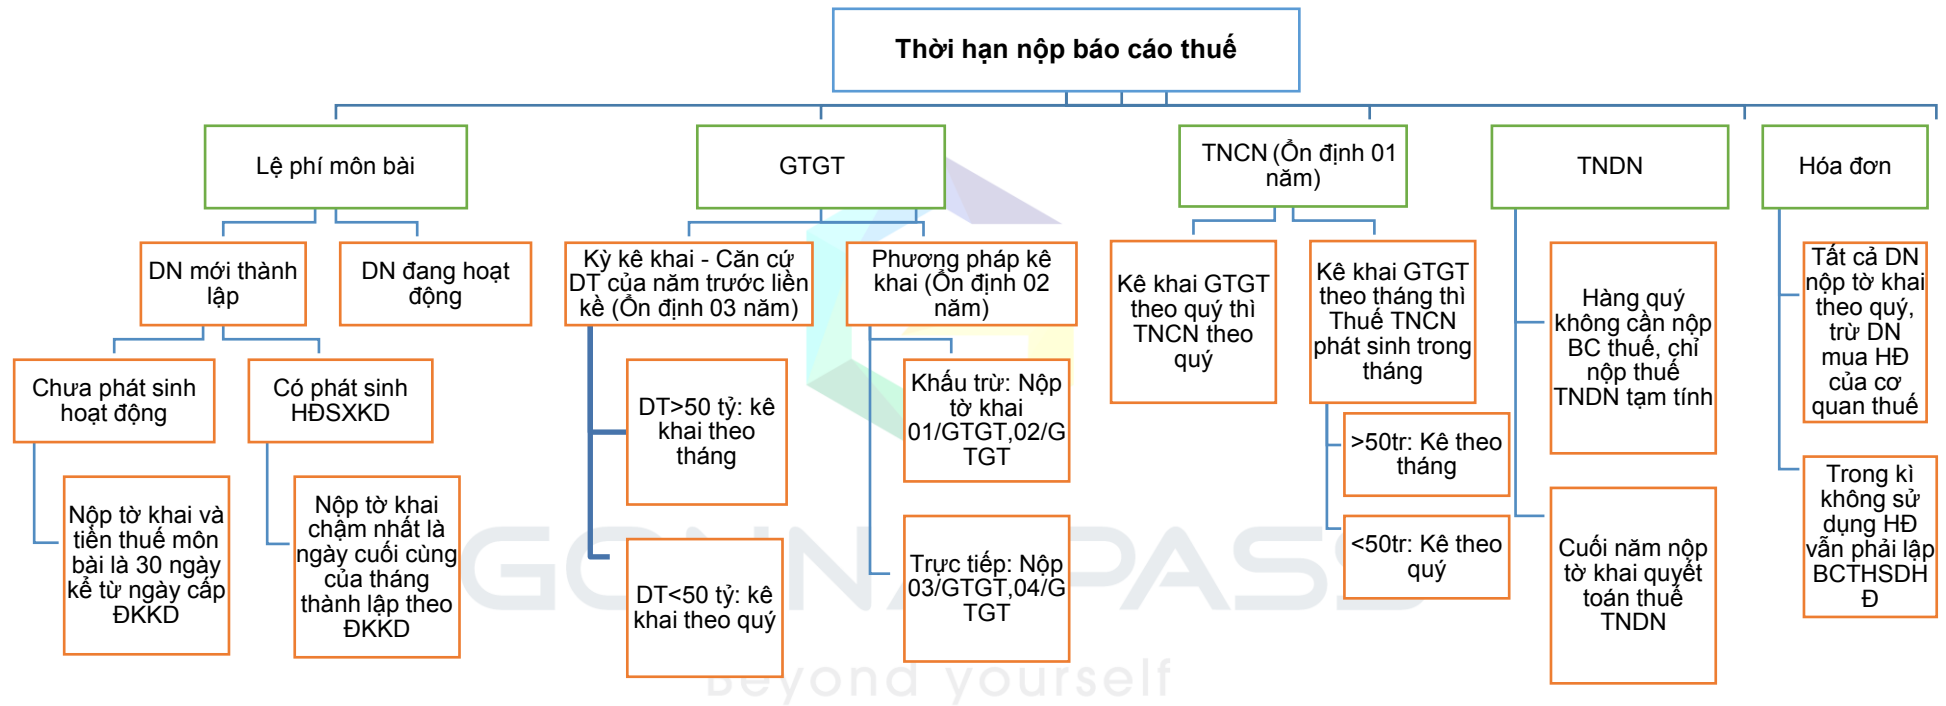 Thời hạn nộp báo cáo thuế
Lệ phí môn bài
GTGT
TNCN (Ổn định 01
năm)
TNDN
Hóa đơn
DN mới thành
lập
DN đang hoạt
động
Kỳ kê khai - Căn cứ
DT của năm trước liền
kề (Ổn định 03 năm)
Phương pháp kê
khai (Ổn định 02
năm)
Kê khai GTGT
theo quý thì
TNCN theo
quý
Kê khai GTGT
theo tháng thì
Thuế TNCN
phát sinh trong
tháng
Hàng quý
không cần nộp
BC thuế, chỉ
nộp thuế
TNDN tạm tính
Tất cả DN
nộp tờ khai
theo quý,
trừ DN
mua HĐ
của cơ
quan thuế
Chưa phát sinh
hoạt động
Có phát sinh
HĐSXKD
DT>50 tỷ: kê
khai theo
tháng
Khấu trừ: Nộp
tờ khai
01/GTGT,02/G
TGT
>50tr: Kê theo
tháng
Nộp tờ khai và
tiền thuế môn
bài là 30 ngày
kể từ ngày cấp
ĐKKD
Nộp tờ khai
chậm nhất là
ngày cuối cùng
của tháng
thành lập theo
ĐKKD
DT<50 tỷ: kê
khai theo quý
Trực tiếp: Nộp
03/GTGT,04/G
TGT
<50tr: Kê theo
quý
Cuối năm nộp
tờ khai quyết
toán thuế
TNDN
Trong kì
không sử
dụng HĐ
vẫn phải lập
BCTHSDH
Đ
GONNAPASS
Beyond yourself